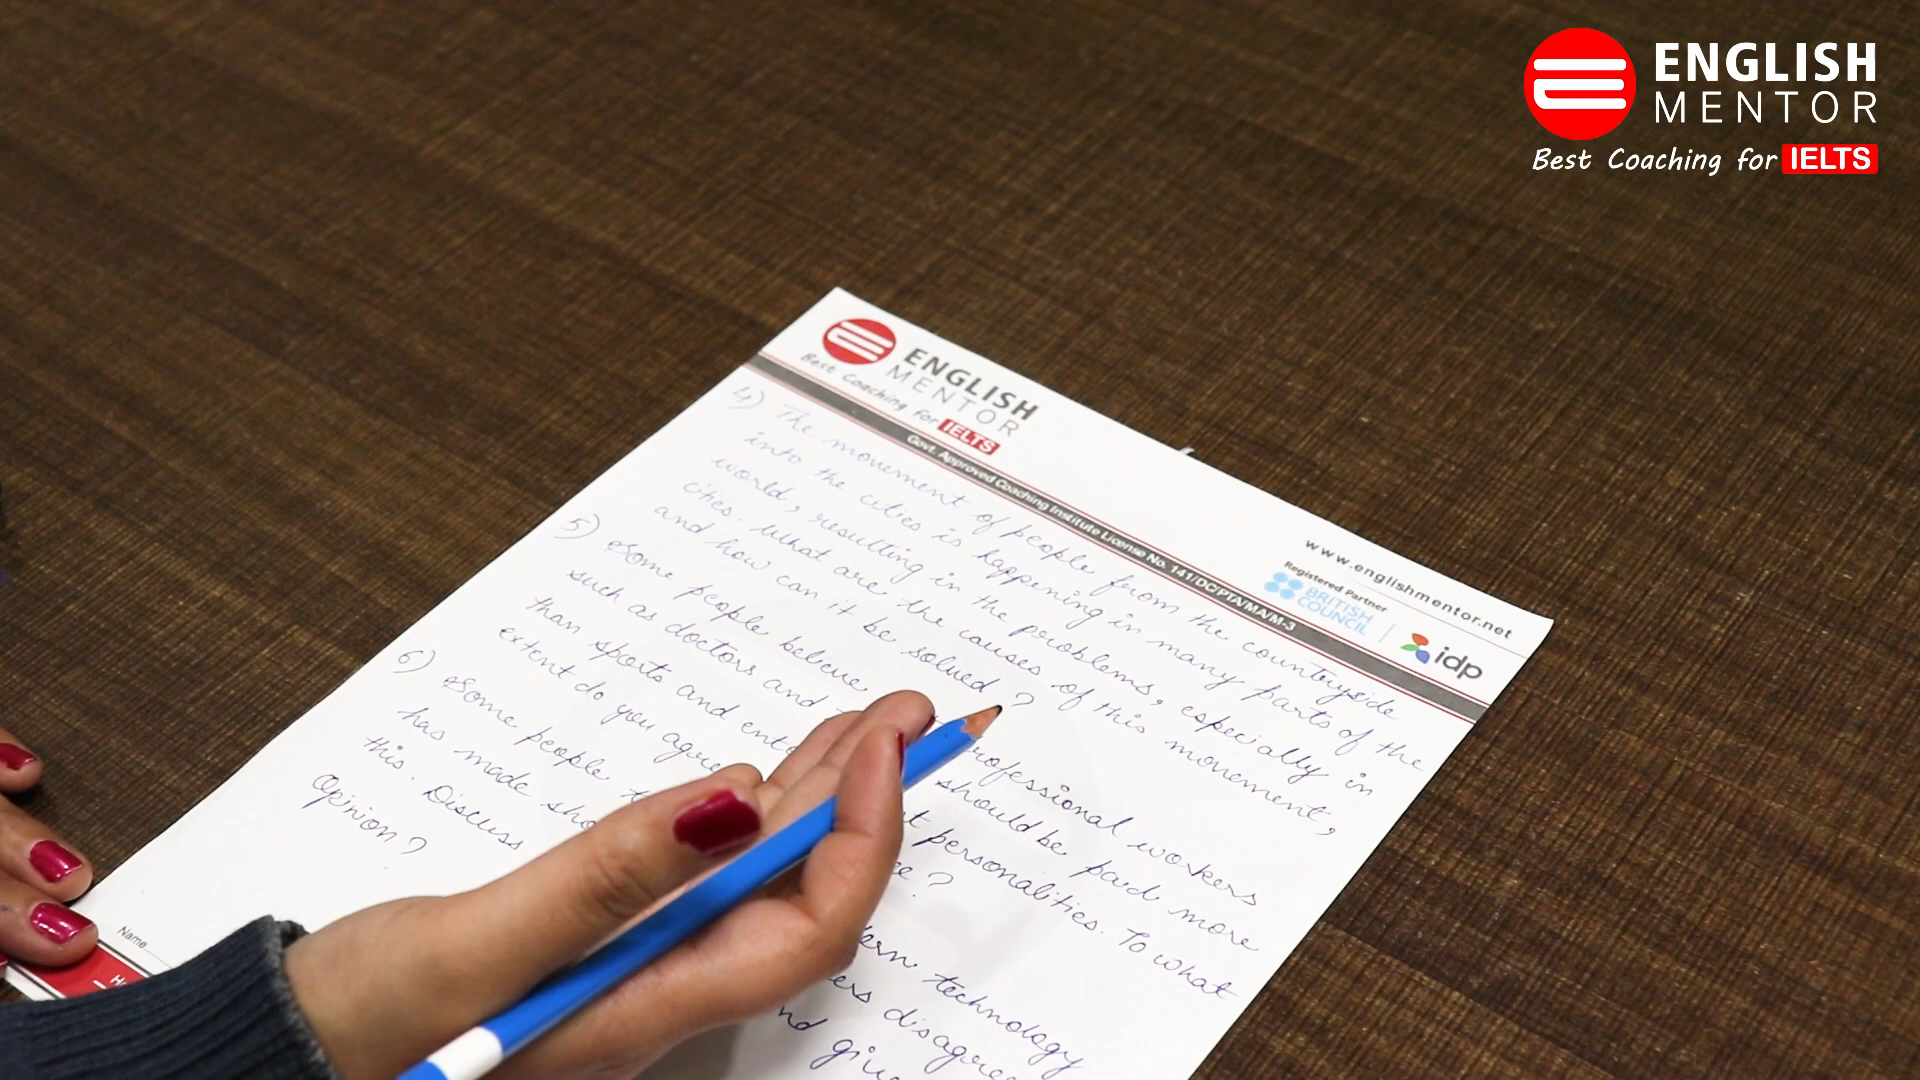 ENGLISH
MENTOR
Best Coaching for IELTS
ENGLISH
MENTOR
Best Coaching for IELTS
www.englishmentor.net
Registered Partner
BRITISH
COUNCIL
idp
Govt. Approved Coaching Institute License No. 141/DC/PTA/MA/M-3
4) The movement of people from the countryside
into the cities is happening in many parts of the
world, resulting in the problems, especially in
cities. What are the causes of this movement,
and how can it be solved ?
5) Some people believe professional workers
such as doctors and should be paid more
than sports and personalities. To what
extent do you agree ?
6) Some people technology
has made disagree
this. Discuss
Opinion ?
Name